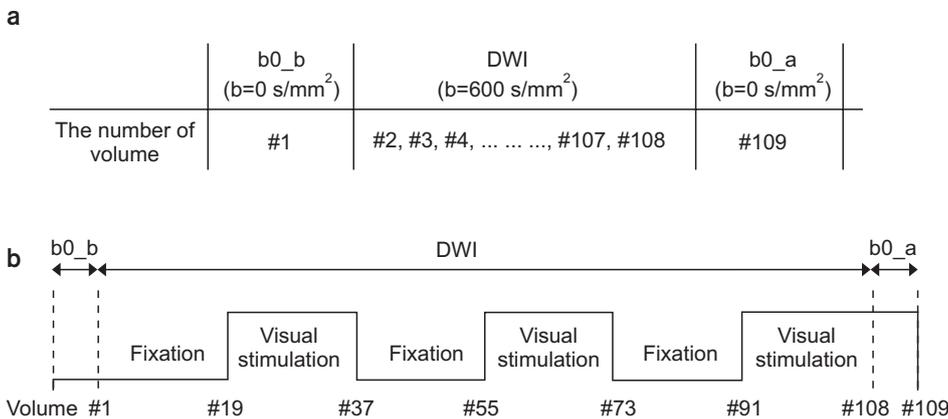 a
b0_b DWI b0_a
(b=0 s/mm²) (b=600 s/mm²) (b=0 s/mm²)
The number of
volume
#1 #2, #3, #4, ... ... ..., #107, #108 #109
b
b0_b DWI b0_a
Fixation Visual stimulation Fixation Visual stimulation Fixation Visual stimulation
Volume #1 #19 #37 #55 #73 #91 #108 #109